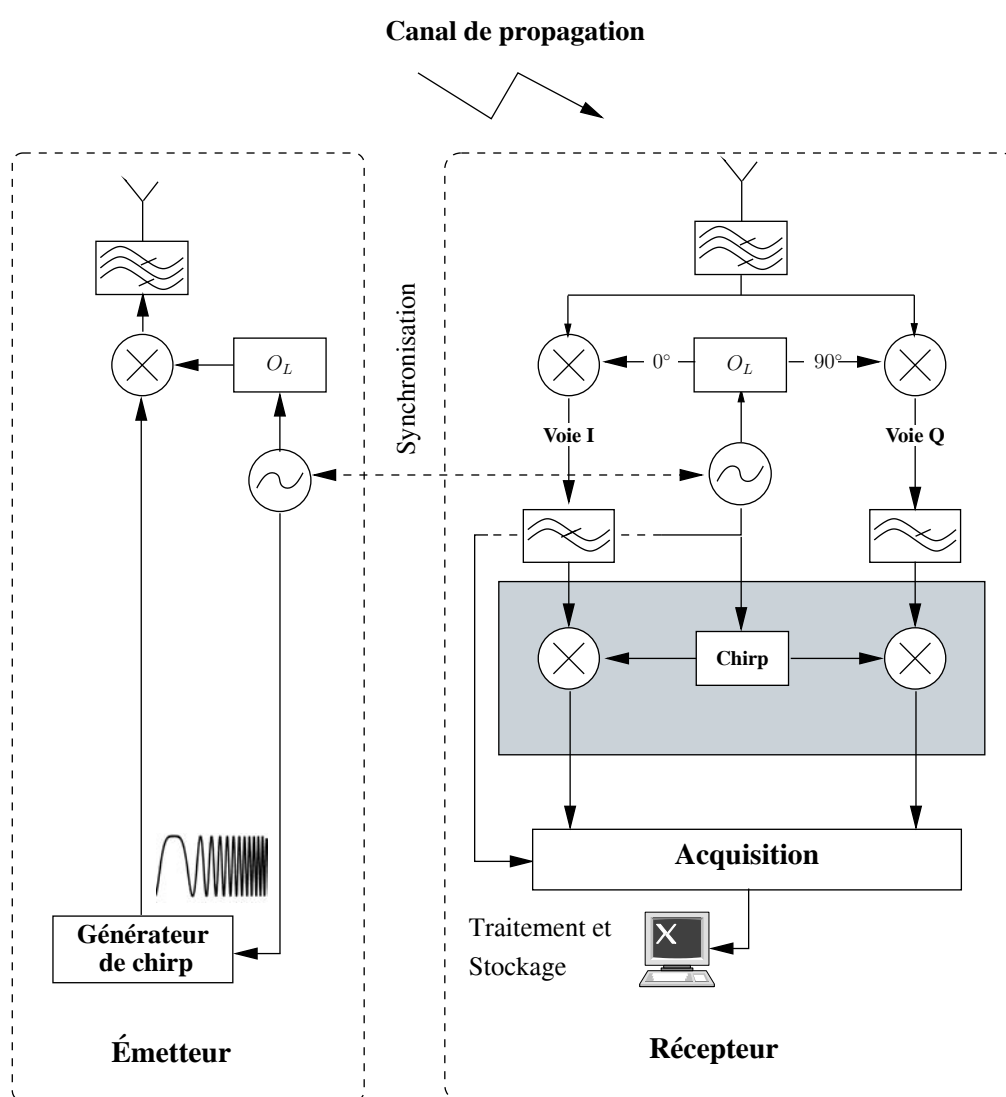 Canal de propagation
Synchronisation
O_L
0°
O_L
90°
Voie I
Voie Q
Chirp
Acquisition
Générateur
de chirp
Traitement et
Stockage
X
Émetteur
Récepteur